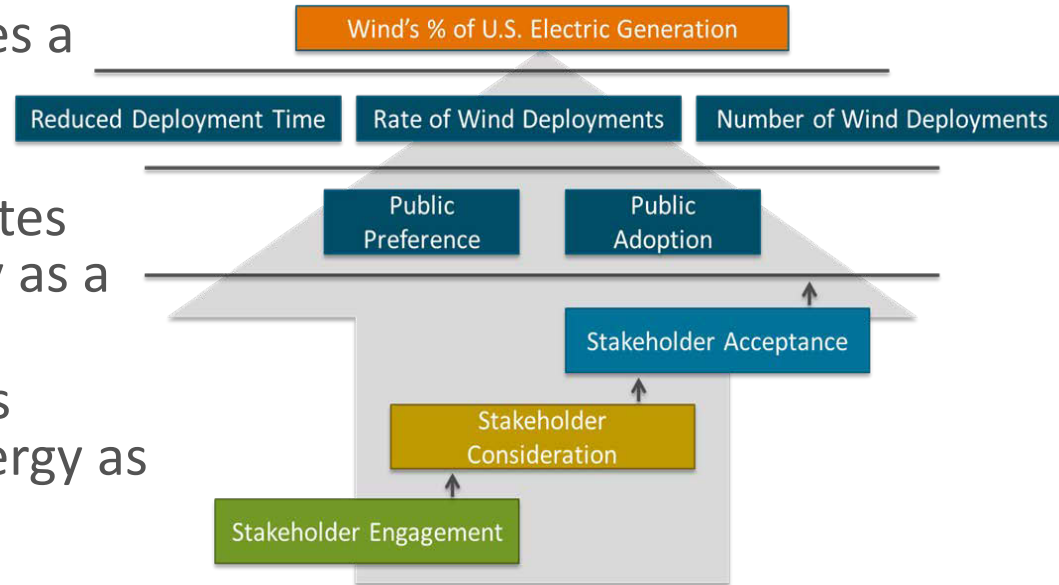 es a
tes
y as a
s
ergy as
Wind's % of U.S. Electric Generation
Reduced Deployment Time
Rate of Wind Deployments
Number of Wind Deployments
Public
Preference
Public
Adoption
Stakeholder Acceptance
Stakeholder
Consideration
Stakeholder Engagement